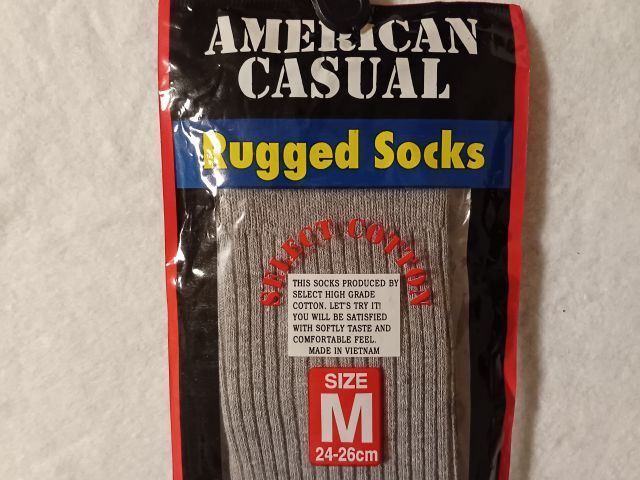 AMERICAN
CASUAL
Rugged Socks
SELECT COTTON
THIS SOCKS PRODUCED BY
SELECT HIGH GRADE
COTTON. LET'S TRY IT!
YOU WILL BE SATISFIED
WITH SOFTLY TASTE AND
COMFORTABLE FEEL.
MADE IN VIETNAM
SIZE
M
24-26cm